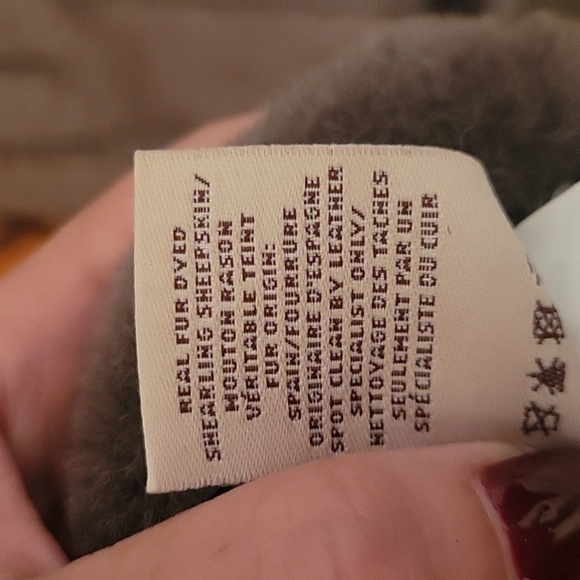 REAL FUR DYED
SHEARLING SHEEPSKIN/
MOUTON RASON
VÉRITABLE TEINT
FUR ORIGIN:
SPAIN/FOURRURE
ORIGINAIRE D'ESPAGNE
SPOT CLEAN BY LEATHER
SPECIALIST ONLY/
NETTOYAGE DES TACHES
SEULEMENT PAR UN
SPÉCIALISTE DU CUIR